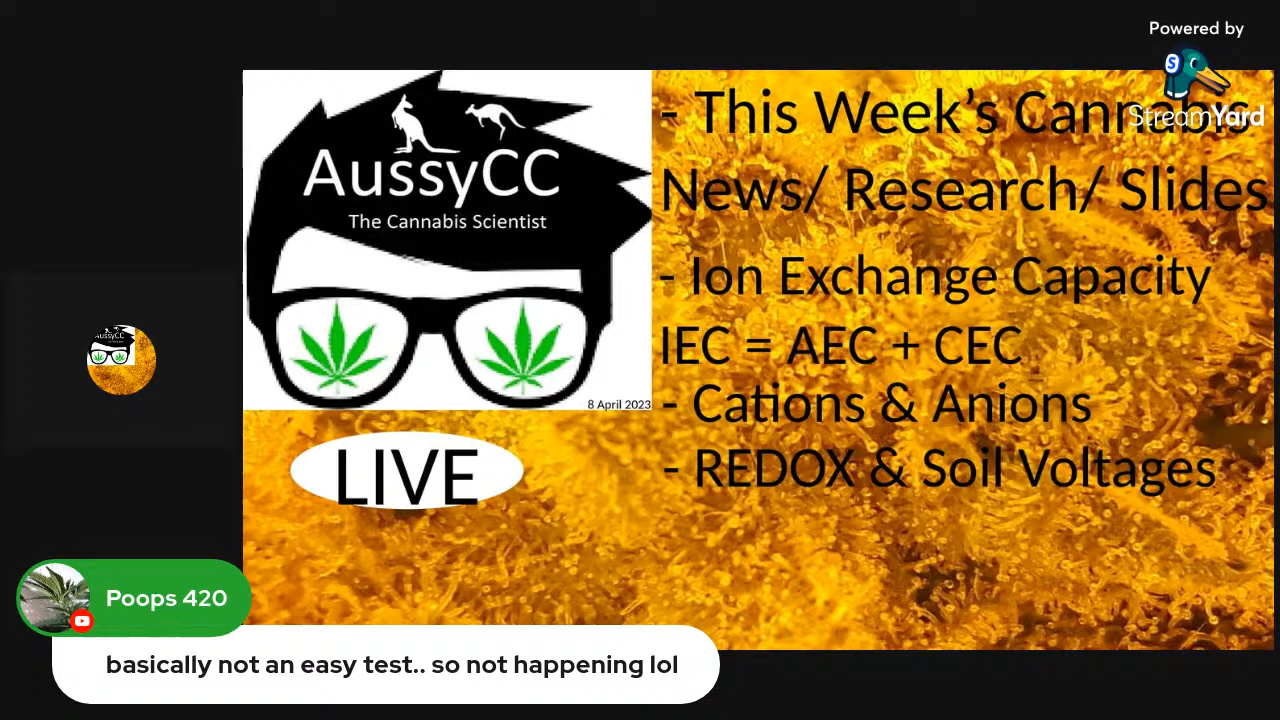 Powered by
StreamYard
- This Week's Cannabis
News/ Research/ Slides
AussyCC
The Cannabis Scientist
- Ion Exchange Capacity
IEC = AEC + CEC
- Cations & Anions
8 April 2023
- REDOX & Soil Voltages
LIVE
AussyCC
Poops 420
basically not an easy test.. so not happening lol